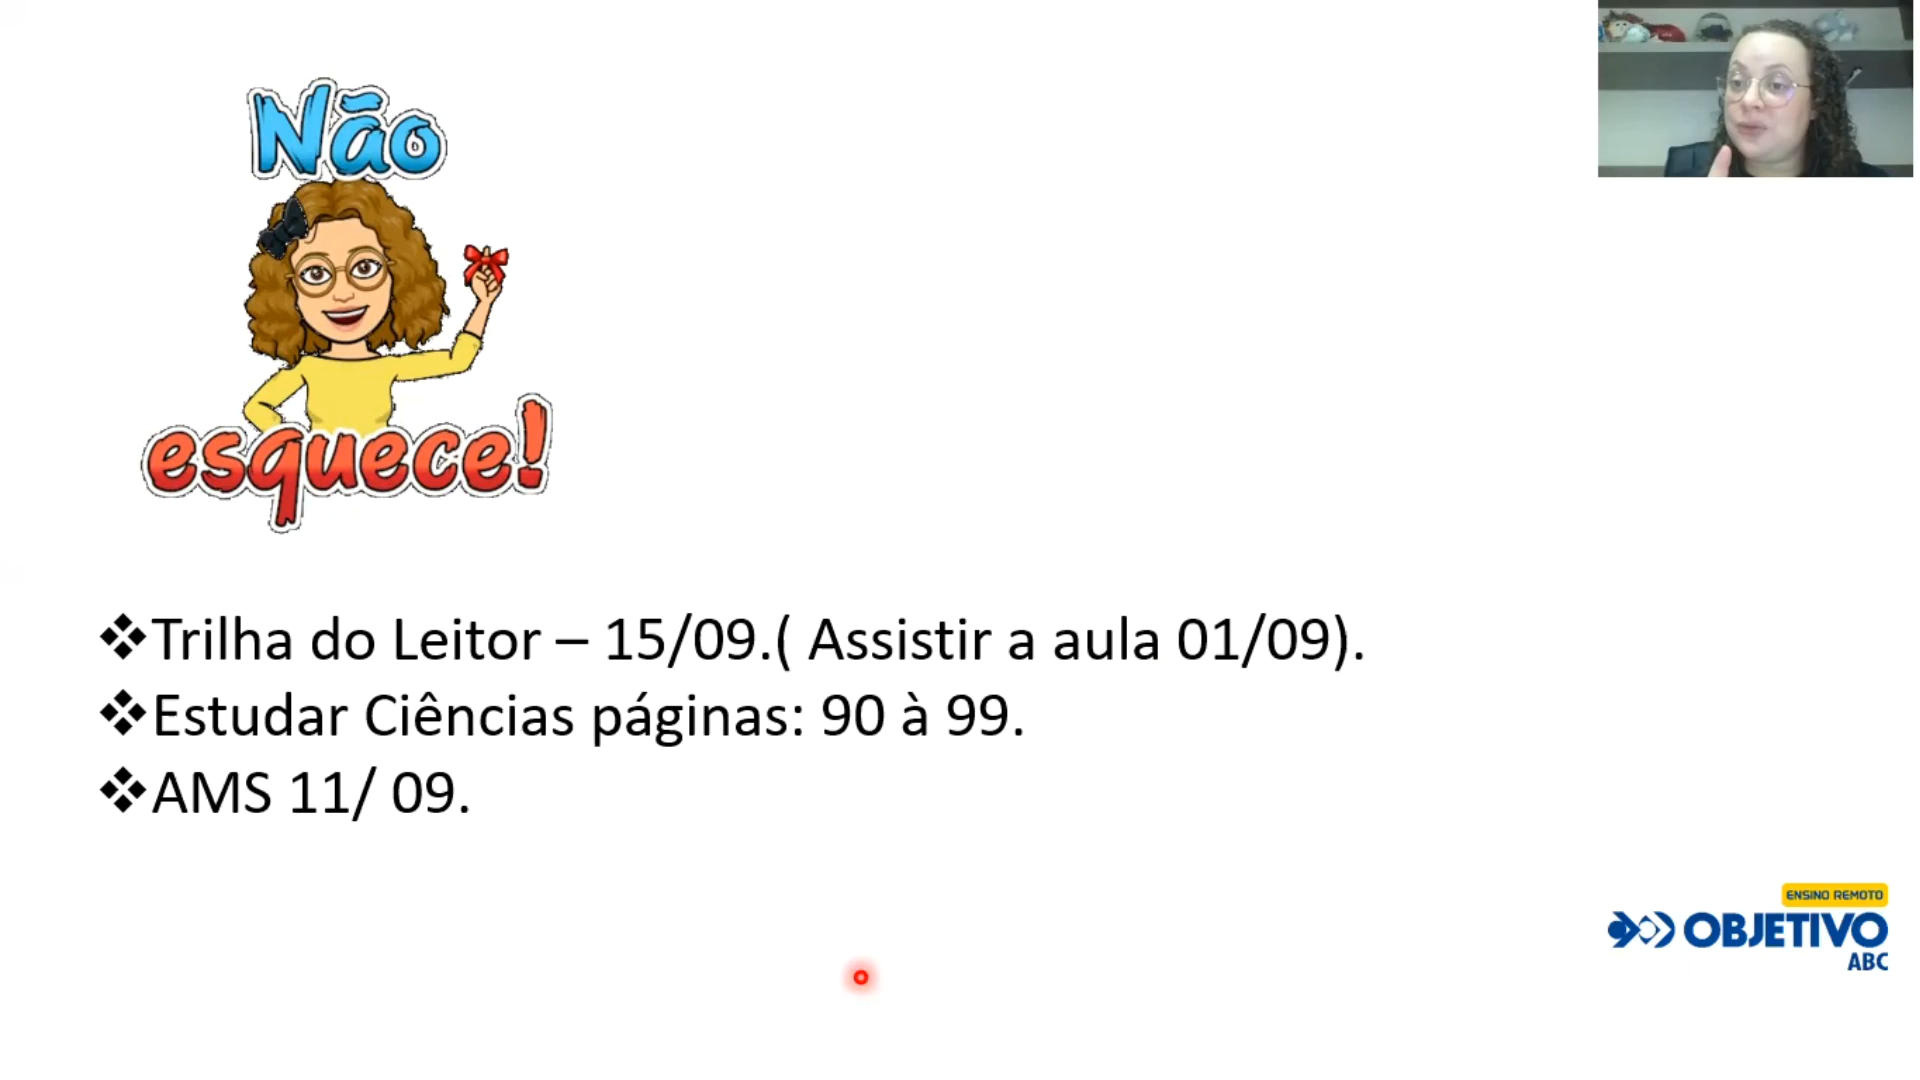 Não
esquece!
❖Trilha do Leitor – 15/09.( Assistir a aula 01/09).
❖Estudar Ciências páginas: 90 à 99.
❖AMS 11/ 09.
ENSINO REMOTO
OBJETIVO
ABC